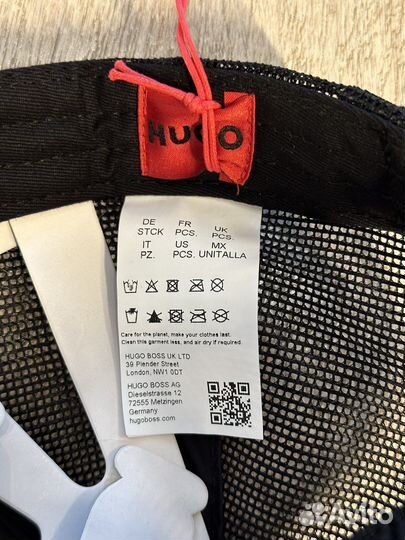 HUGO
DE FR UK
STCK PCS. PCS.
IT US MX
PZ. PCS. UNITALLA
Care for the planet, make your clothes last.
Clean this garment less, and air dry if required.
HUGO BOSS UK LTD
39 Plender Street
London, NW1 0DT
HUGO BOSS AG
Dieselstrasse 12
72555 Metzingen
Germany
hugoboss.com
Avito